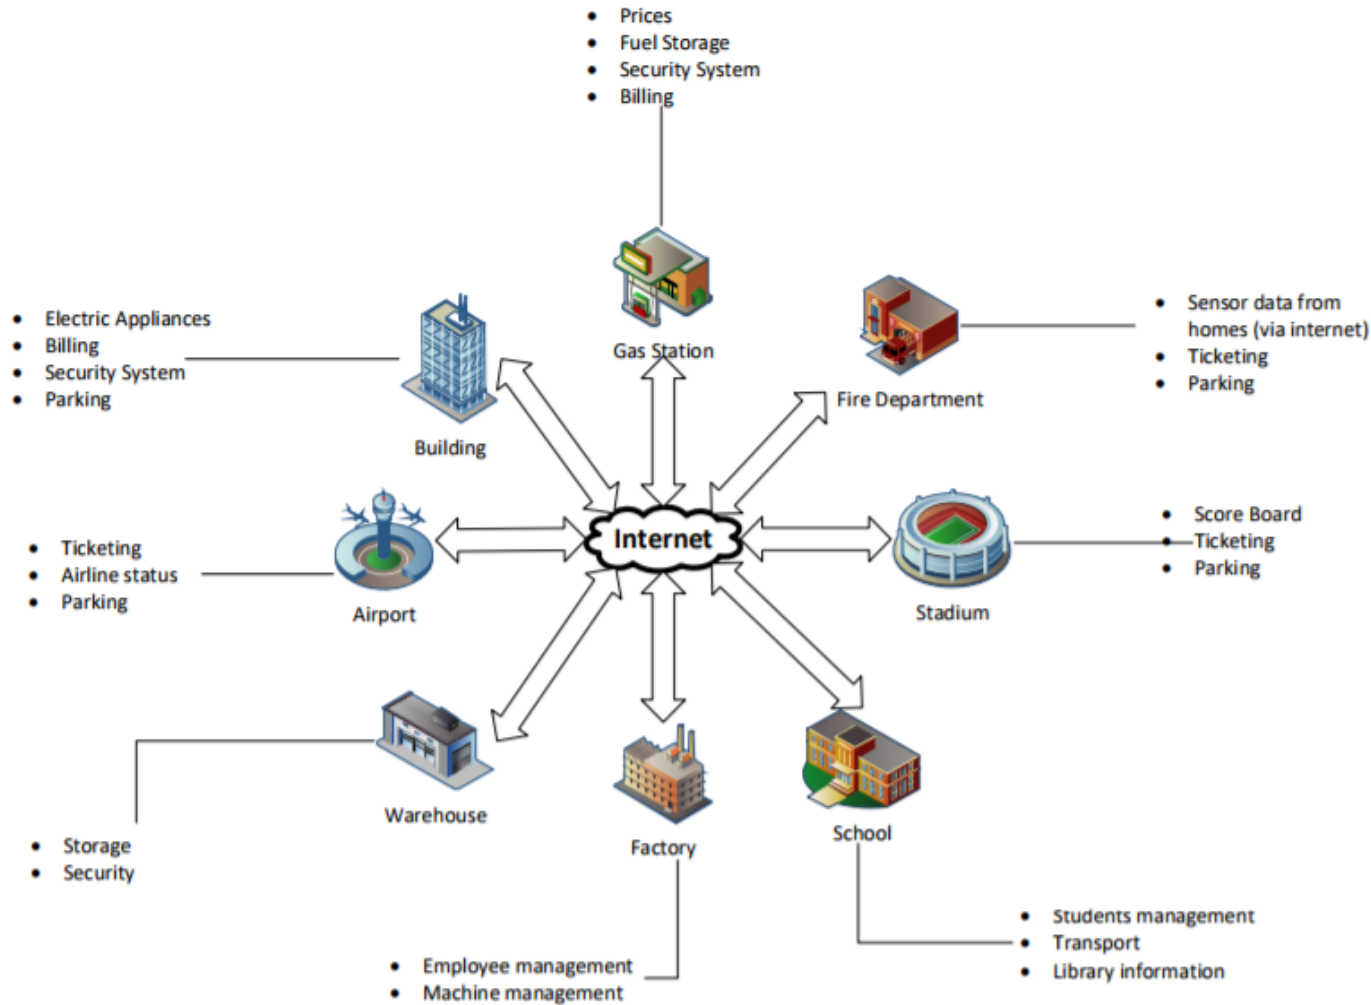 • Prices
• Fuel Storage
• Security System
• Billing
Gas Station
• Electric Appliances
• Billing
• Security System
• Parking
Building
• Sensor data from
homes (via internet)
• Ticketing
• Parking
Fire Department
Internet
• Ticketing
• Airline status
• Parking
Airport
• Score Board
• Ticketing
• Parking
Stadium
Warehouse
• Storage
• Security
Factory
• Employee management
• Machine management
School
• Students management
• Transport
• Library information